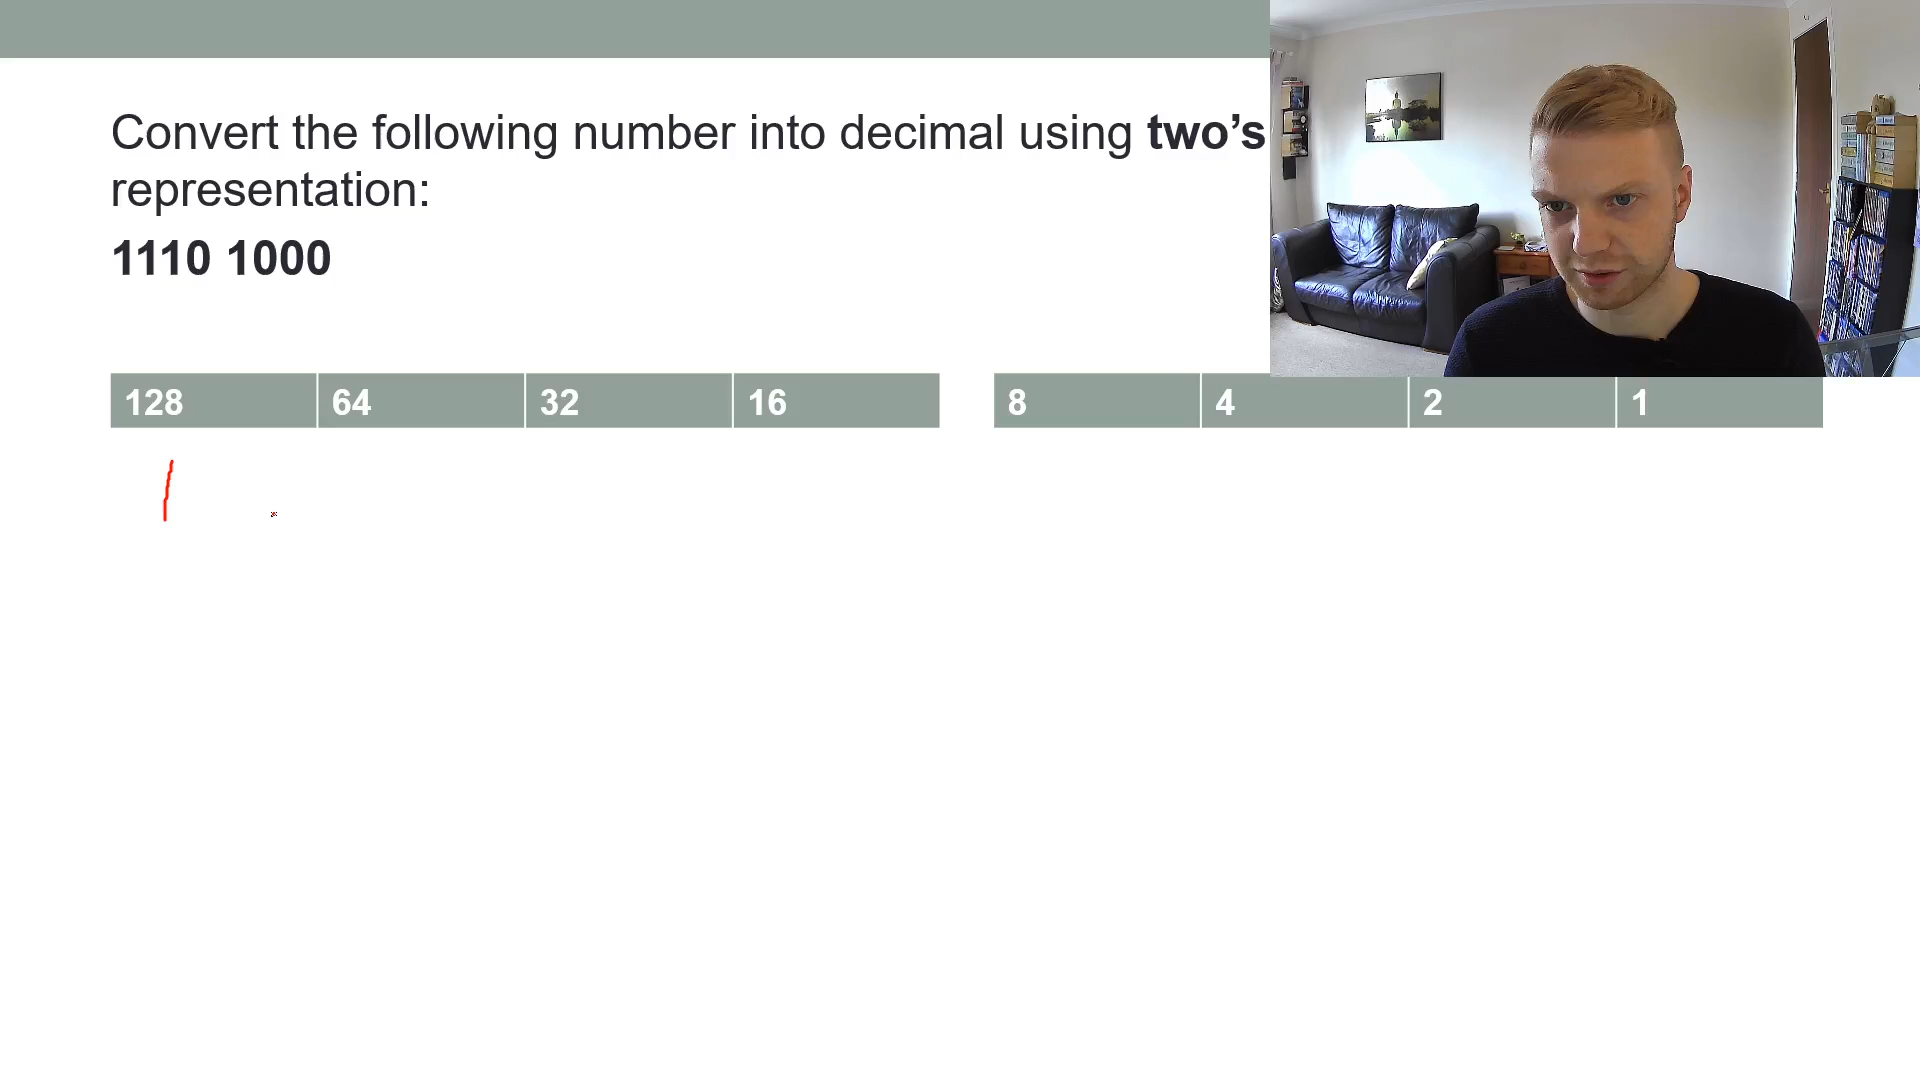 Convert the following number into decimal using two’s
representation:
1110 1000
128 64 32 16 8 4 2 1
1